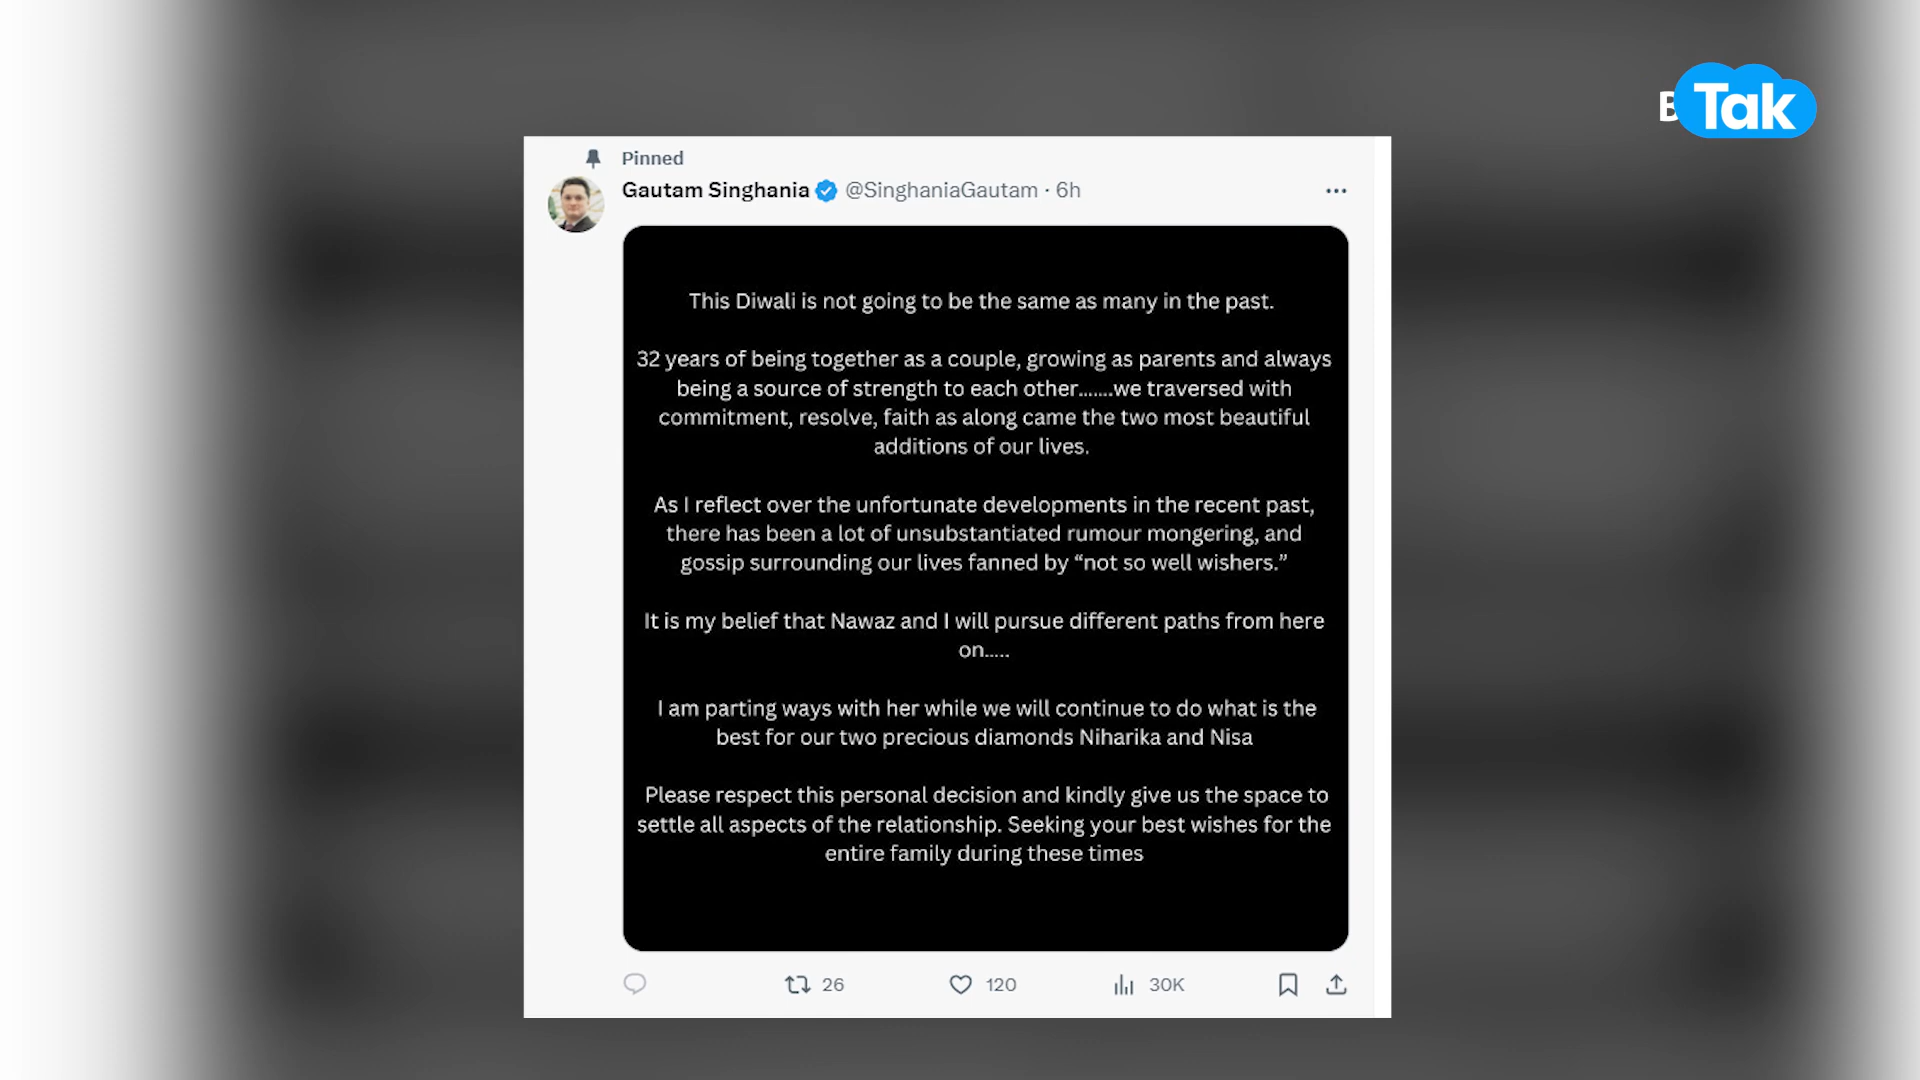 Tak
Pinned
Gautam Singhania @SinghaniaGautam · 6h
This Diwali is not going to be the same as many in the past.
32 years of being together as a couple, growing as parents and always
being a source of strength to each other.......we traversed with
commitment, resolve, faith as along came the two most beautiful
additions of our lives.
As I reflect over the unfortunate developments in the recent past,
there has been a lot of unsubstantiated rumour mongering, and
gossip surrounding our lives fanned by “not so well wishers.”
It is my belief that Nawaz and I will pursue different paths from here
on.....
I am parting ways with her while we will continue to do what is the
best for our two precious diamonds Niharika and Nisa
Please respect this personal decision and kindly give us the space to
settle all aspects of the relationship. Seeking your best wishes for the
entire family during these times
26 120 30K